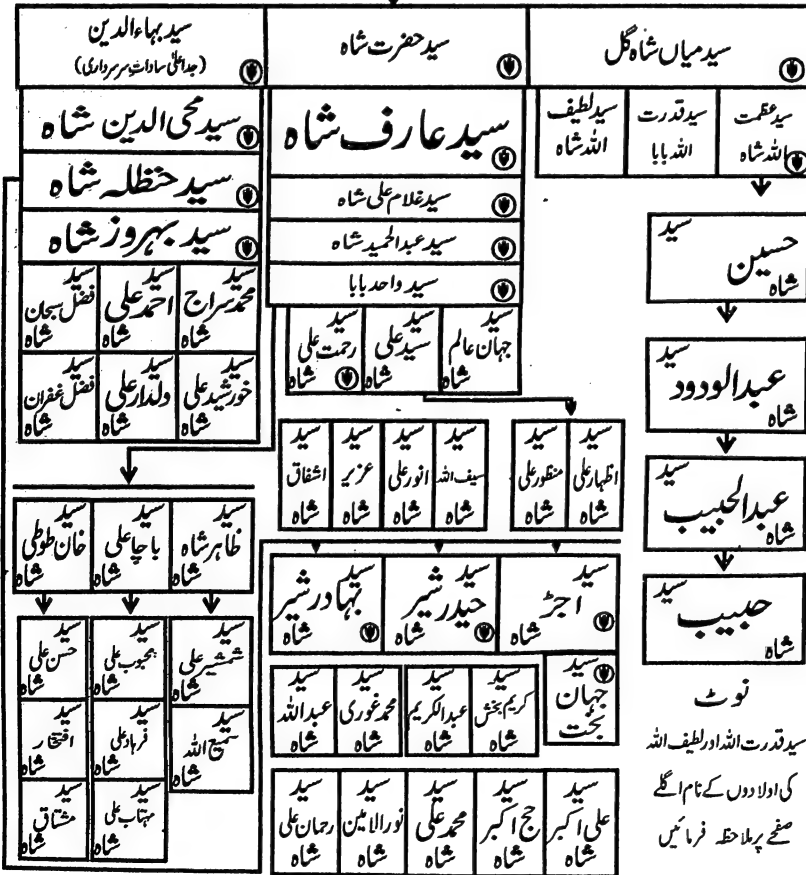 سید میاں شاہ گل
سید حضرت شاہ
سید بہاءالدین
(جداعلیٰ سادات سرسرداری)
سید عظمت
اللہ شاہ
سید قدرت
اللہ بابا
سید لطیف
اللہ شاہ
سید حسین شاہ
سید عبدالودود شاہ
سید عبدالحبیب شاہ
سید حبیب شاہ
سید عارف شاہ
سید غلام علی شاہ
سید عبدالحمید شاہ
سید واحد بابا
سید جہان عالم شاہ
سید سید علی شاہ
سید رحمت علی شاہ
سید اظہار علی شاہ
سید منظور علی شاہ
سید سیف اللہ شاہ
سید انور علی شاہ
سید عزیر شاہ
سید اشفاق شاہ
سید محی الدین شاہ
سید حنظلہ شاہ
سید بہروز شاہ
سید محمد سراج شاہ
سید احمد علی شاہ
سید فضل سبحان شاہ
سید خورشید علی شاہ
سید دلدار علی شاہ
سید فضل غفران شاہ
سید طاہر شاہ شاہ
سید باچا علی شاہ
سید خان طوطی شاہ
سید شمشیر علی شاہ
سید محبوب علی شاہ
سید حسن علی شاہ
سید سمیع اللہ شاہ
سید فرہاد علی شاہ
سید افتخار شاہ
سید مہتاب علی شاہ
سید مشتاق شاہ
سید اجڑ شاہ
سید حیدر شیر شاہ
سید بہادر شیر شاہ
سید جہان بخت
سید کریم بخش شاہ
سید عبدالکریم شاہ
سید محمد غوری شاہ
سید عبداللہ شاہ
سید علی اکبر شاہ
سید حج اکبر شاہ
سید محمد علی شاہ
سید نورالامین شاہ
سید رحمان علی شاہ
نوٹ
سید قدرت اللہ اور لطیف اللہ
کی اولادوں کے نام اگلے
صفحے پر ملاحظہ فرمائیں